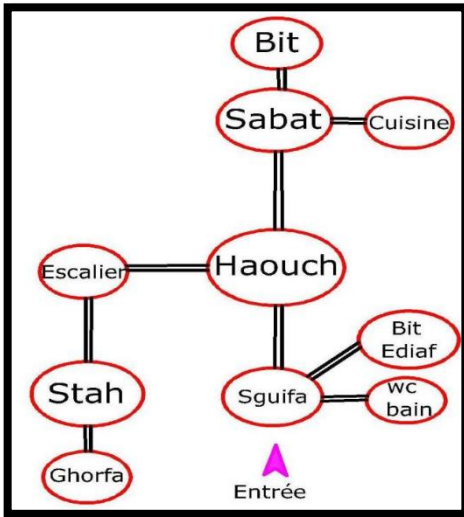 Bit
Sabat
Cuisine
Haouch
Escalier
Bit
Ediaf
Stah
Sguifa
wc
bain
Ghorfa
Entrée